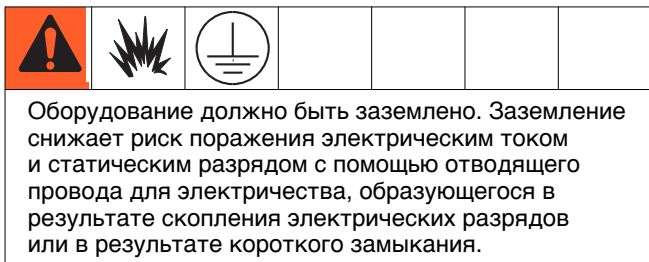 Оборудование должно быть заземлено. Заземление
снижает риск поражения электрическим током
и статическим разрядом с помощью отводящего
провода для электричества, образующегося в
результате скопления электрических разрядов
или в результате короткого замыкания.